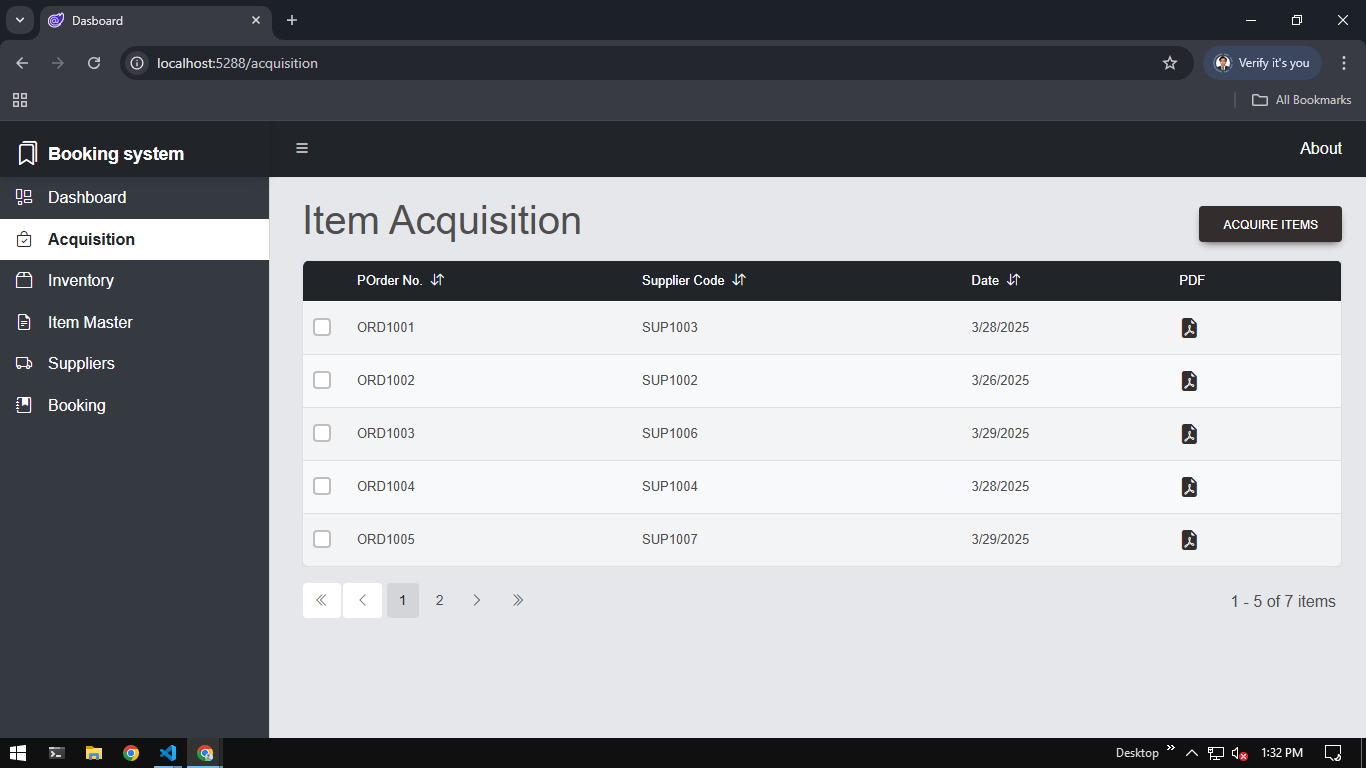 Dasboard
localhost:5288/acquisition
Verify it's you
All Bookmarks
Booking system
About
Dashboard
Acquisition
Inventory
Item Master
Suppliers
Booking
Item Acquisition
ACQUIRE ITEMS
POrder No. Supplier Code Date PDF
ORD1001 SUP1003 3/28/2025
ORD1002 SUP1002 3/26/2025
ORD1003 SUP1006 3/29/2025
ORD1004 SUP1004 3/28/2025
ORD1005 SUP1007 3/29/2025
1 2
1 - 5 of 7 items
Desktop 1:32 PM